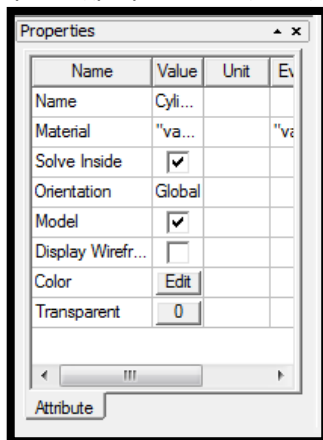 Properties
Name Value Unit Ev
Name Cyli...
Material "va... "va
Solve Inside
Orientation Global
Model
Display Wirefr...
Color Edit
Transparent 0
Attribute